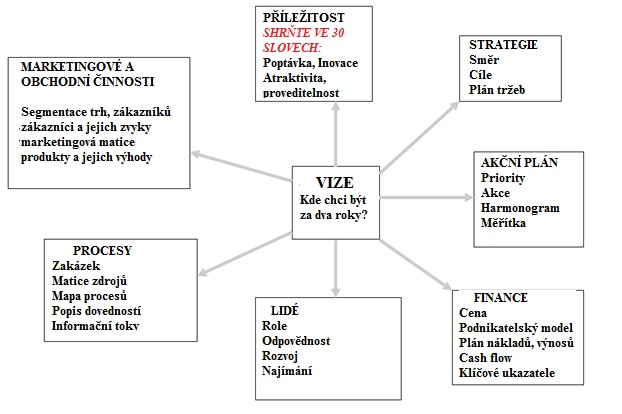 PŘÍLEŽITOST
SHRŇTE VE 30
SLOVECH:
Poptávka, Inovace
Atraktivita,
proveditelnost
STRATEGIE
Směr
Cíle
Plán tržeb
MARKETINGOVÉ A
OBCHODNÍ ČINNOSTI
Segmentace trh, zákazníků
zákazníci a jejich zvyky
marketingová matice
produkty a jejich výhody
AKČNÍ PLÁN
Priority
Akce
Harmonogram
Měřítka
VIZE
Kde chci být
za dva roky?
PROCESY
Zakázek
Matice zdrojů
Mapa procesů
Popis dovedností
Informační toky
LIDÉ
Role
Odpovědnost
Rozvoj
Najímání
FINANCE
Cena
Podnikatelský model
Plán nákladů, výnosů
Cash flow
Klíčové ukazatele